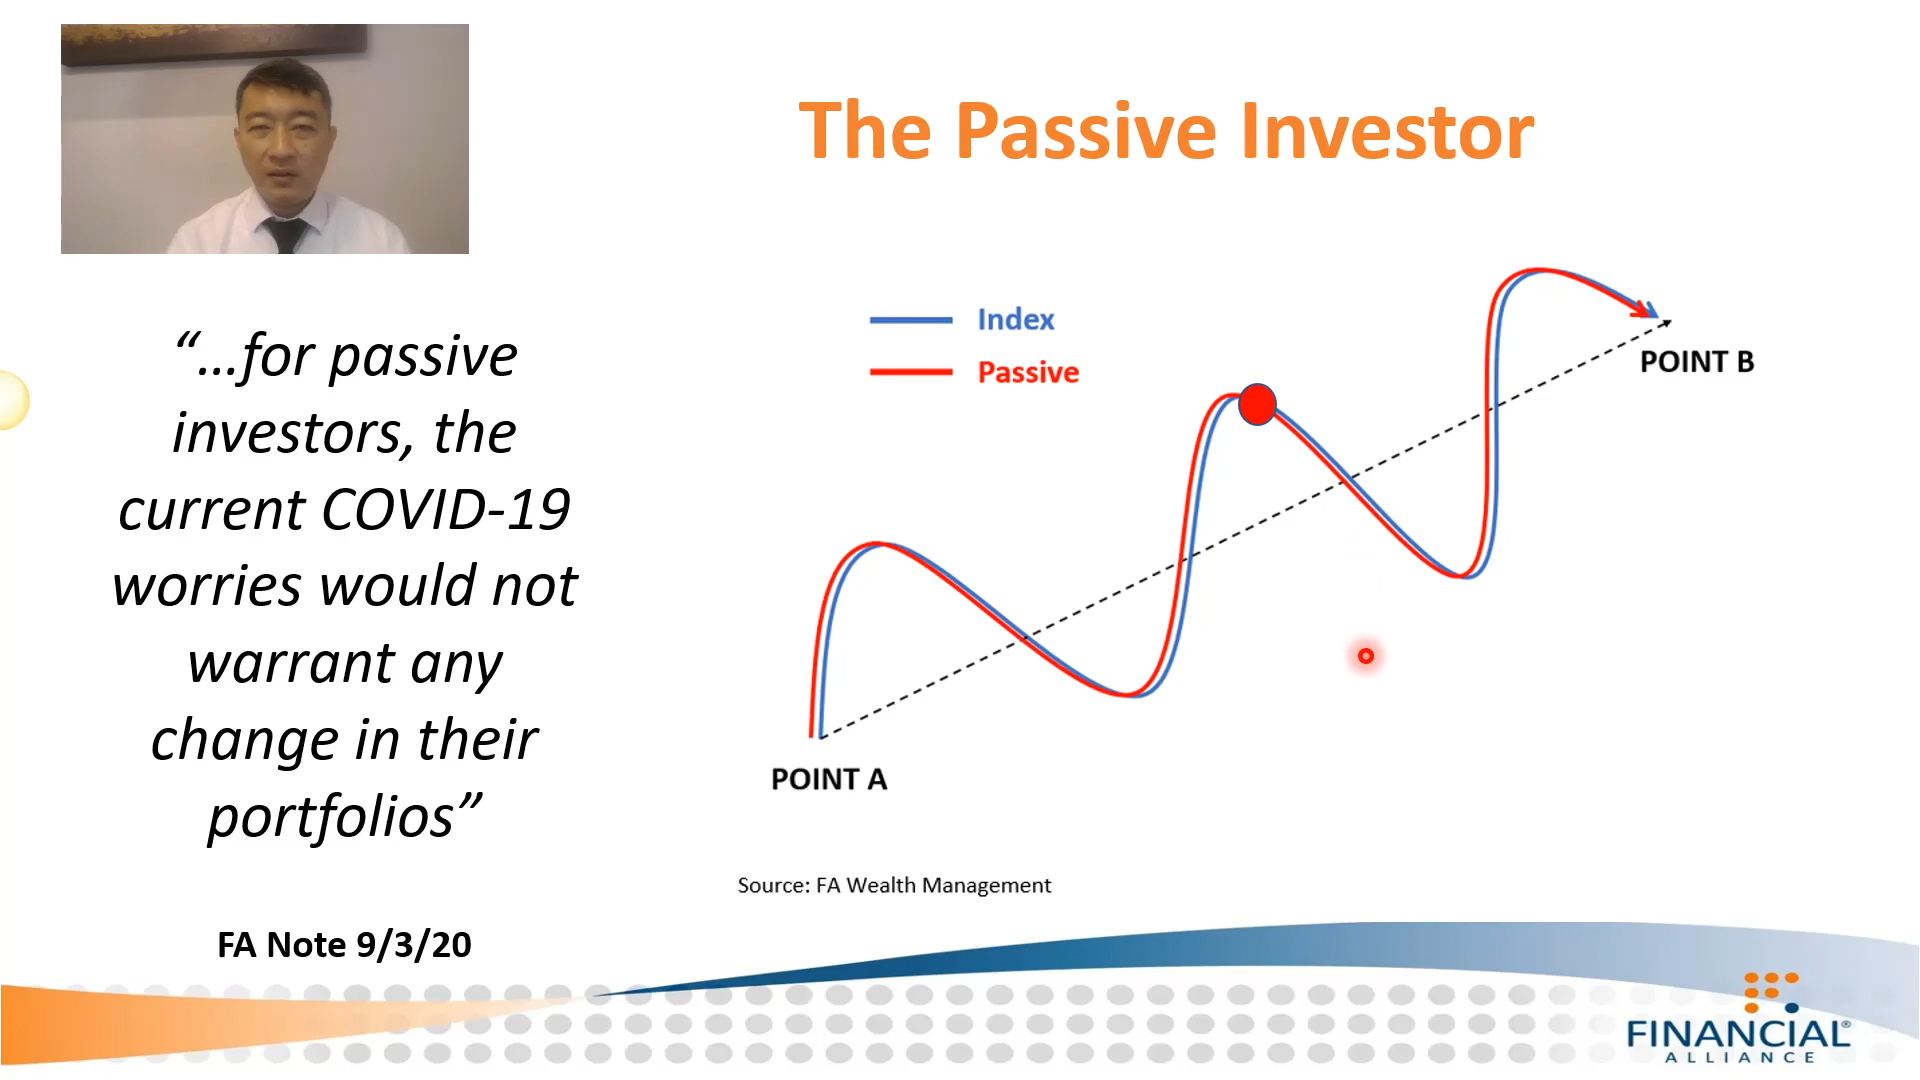 The Passive Investor
“...for passive
investors, the
current COVID-19
worries would not
warrant any
change in their
portfolios”
FA Note 9/3/20
Index
Passive
POINT B
POINT A
Source: FA Wealth Management
FINANCIAL®
ALLIANCE